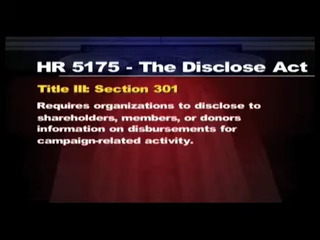 HR 5175 - The Disclose Act
Title III: Section 301
Requires organizations to disclose to
shareholders, members, or donors
information on disbursements for
campaign-related activity.